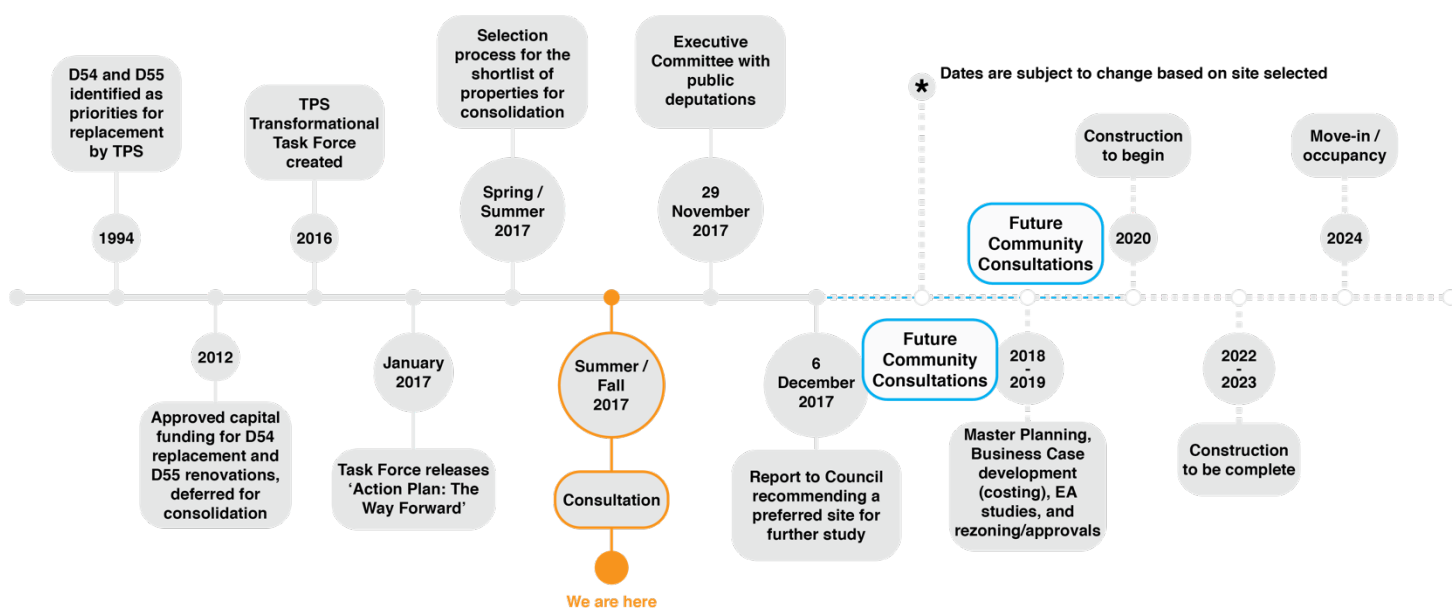 D54 and D55
identified as
priorities for
replacement
by TPS
1994
2012
Approved capital
funding for D54
replacement and
D55 renovations,
deferred for
consolidation
TPS
Transformational
Task Force
created
2016
January
2017
Task Force releases
‘Action Plan: The
Way Forward’
Selection
process for the
shortlist of
properties for
consolidation
Spring /
Summer
2017
Summer /
Fall
2017
Consultation
We are here
Executive
Committee with
public
deputations
29
November
2017
6
December
2017
Report to Council
recommending a
preferred site for
further study
*
Dates are subject to change based on site selected
Future
Community
Consultations
2018
-
2019
Master Planning,
Business Case
development
(costing), EA
studies, and
rezoning/approvals
Future
Community
Consultations
Construction
to begin
2020
2022
-
2023
Construction
to be complete
Move-in /
occupancy
2024